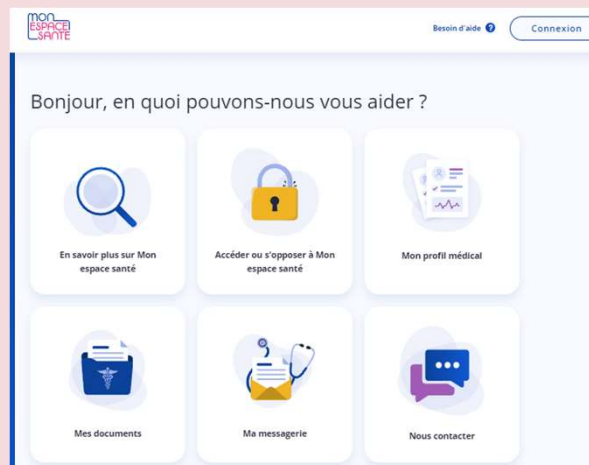 MON
ESPACE
SANTÉ
Besoin d'aide ?
Connexion
Bonjour, en quoi pouvons-nous vous aider ?
En savoir plus sur Mon
espace santé
Accéder ou s'opposer à Mon
espace santé
Mon profil médical
Mes documents
Ma messagerie
Nous contacter